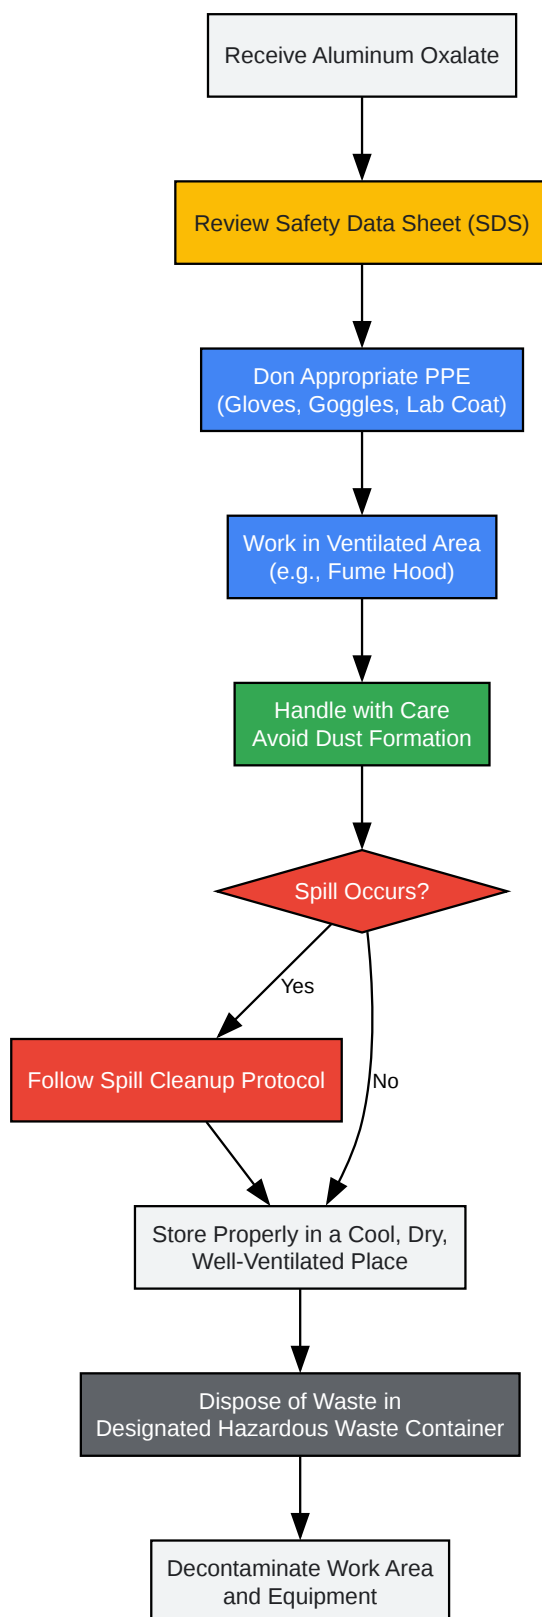 Receive Aluminum Oxalate
Review Safety Data Sheet (SDS)
Don Appropriate PPE
(Gloves, Goggles, Lab Coat)
Work in Ventilated Area
(e.g., Fume Hood)
Handle with Care
Avoid Dust Formation
Spill Occurs?
Yes
Follow Spill Cleanup Protocol
No
Store Properly in a Cool, Dry,
Well-Ventilated Place
Dispose of Waste in
Designated Hazardous Waste Container
Decontaminate Work Area
and Equipment